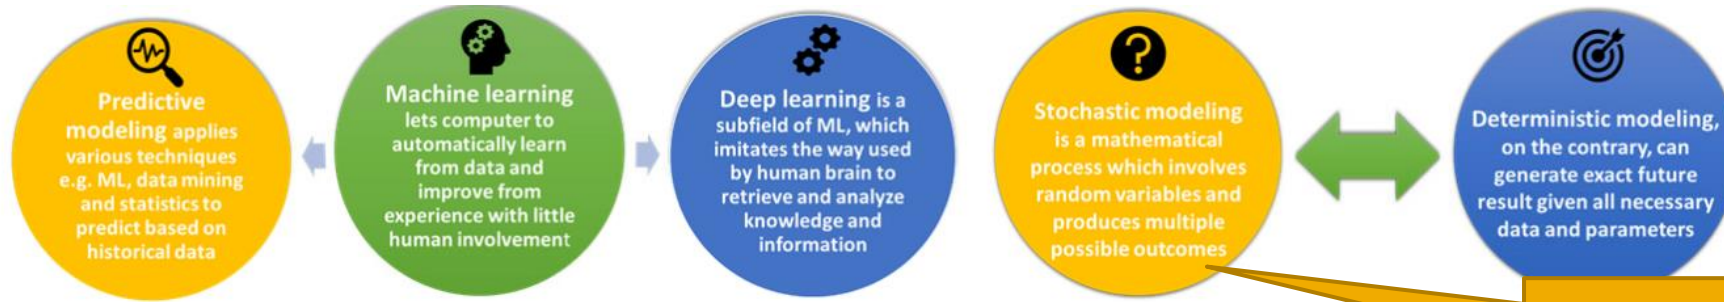 Predictive
modeling applies
various techniques
e.g. ML, data mining
and statistics to
predict based on
historical data
Machine learning
lets computer to
automatically learn
from data and
improve from
experience with little
human involvement
Deep learning is a
subfield of ML, which
imitates the way used
by human brain to
retrieve and analyze
knowledge and
information
?
Stochastic modeling
is a mathematical
process which involves
random variables and
produces multiple
possible outcomes
Deterministic modeling,
on the contrary, can
generate exact future
result given all necessary
data and parameters